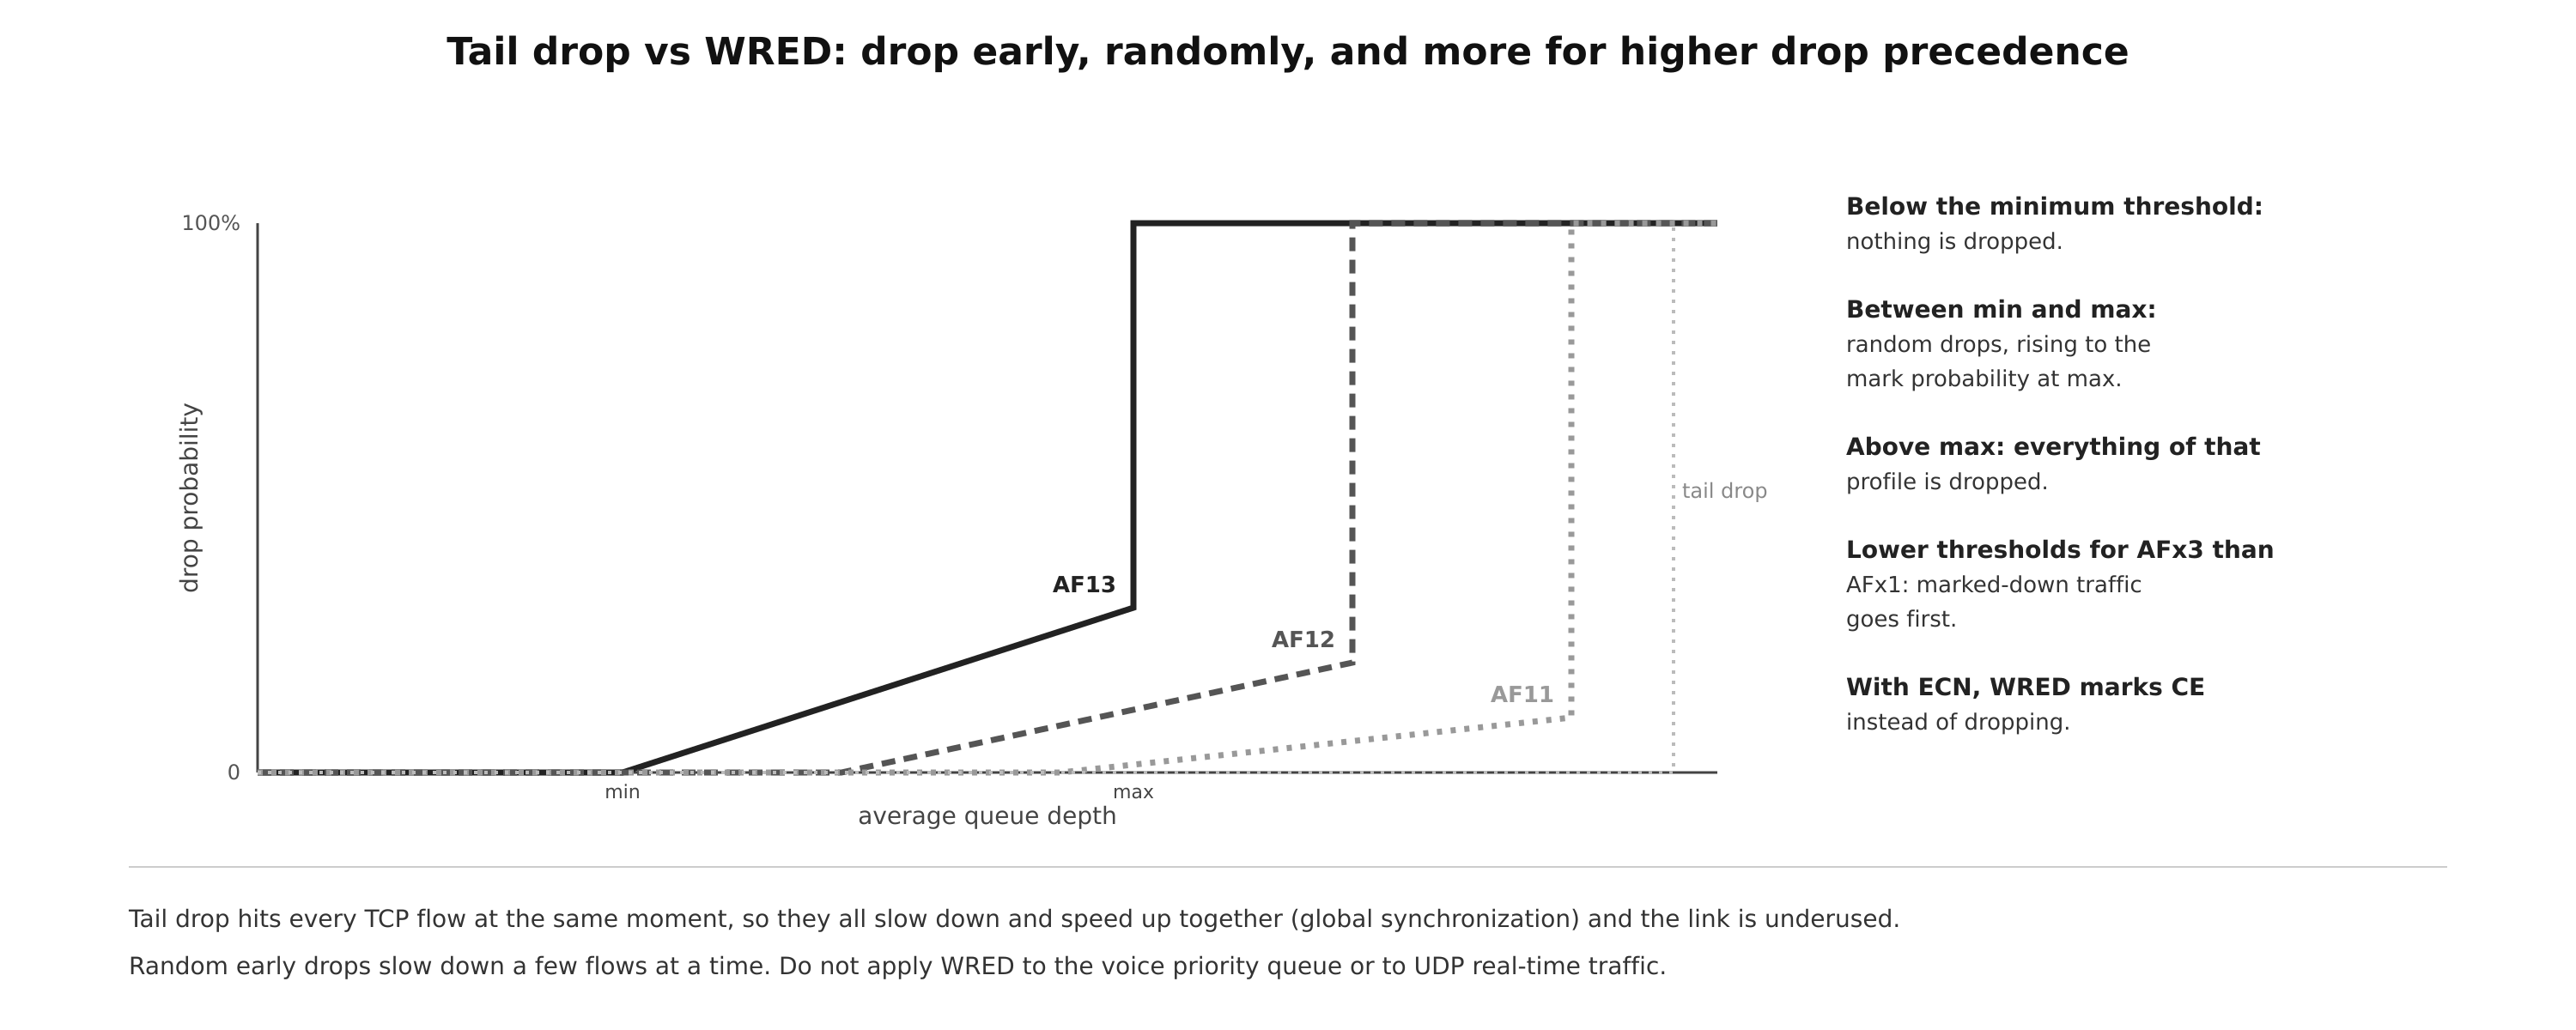 Tail drop vs WRED: drop early, randomly, and more for higher drop precedence
100%
drop probability
0
AF13
AF12
AF11
tail drop
min
max
average queue depth
Below the minimum threshold:
nothing is dropped.
Between min and max:
random drops, rising to the
mark probability at max.
Above max: everything of that
profile is dropped.
Lower thresholds for AFx3 than
AFx1: marked-down traffic
goes first.
With ECN, WRED marks CE
instead of dropping.
Tail drop hits every TCP flow at the same moment, so they all slow down and speed up together (global synchronization) and the link is underused.
Random early drops slow down a few flows at a time. Do not apply WRED to the voice priority queue or to UDP real-time traffic.